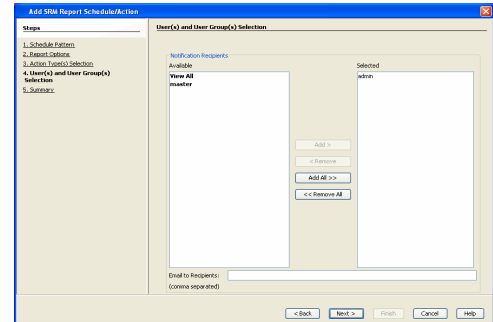 Add SRM Report Schedule/Action
Steps
1. Schedule Pattern
2. Report Options
3. Action Type(s) Selection
4. User(s) and User Group(s)
Selection
5. Summary
User(s) and User Group(s) Selection
Notification Recipients
Available
View All
master
Add >
< Remove
Add All >>
<< Remove All
Selected
admin
Email to Recipients:
(comma separated)
< Back
Next >
Finish
Cancel
Help